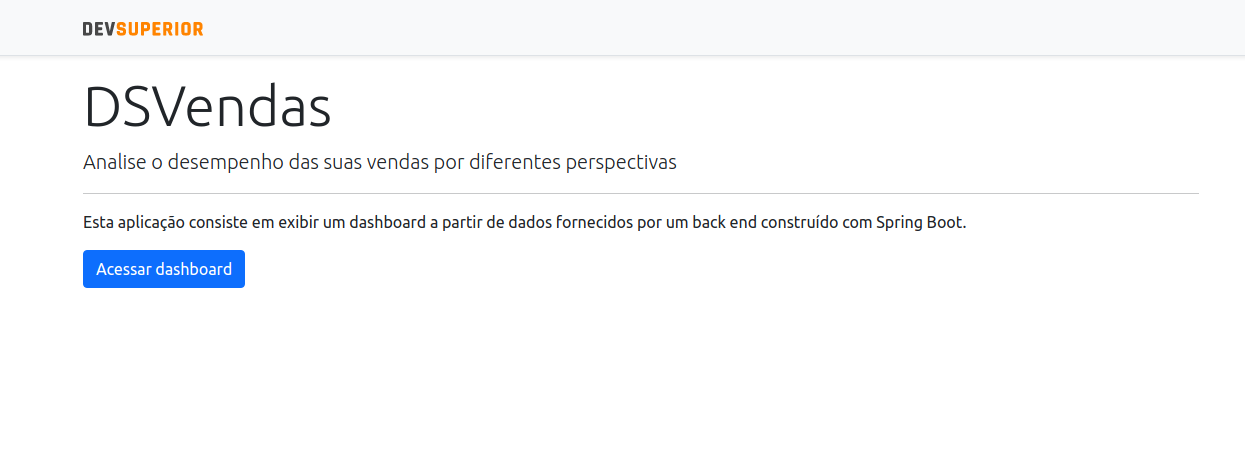 DEVSUPERIOR
DSVendas
Analise o desempenho das suas vendas por diferentes perspectivas
Esta aplicação consiste em exibir um dashboard a partir de dados fornecidos por um back end construído com Spring Boot.
Acessar dashboard